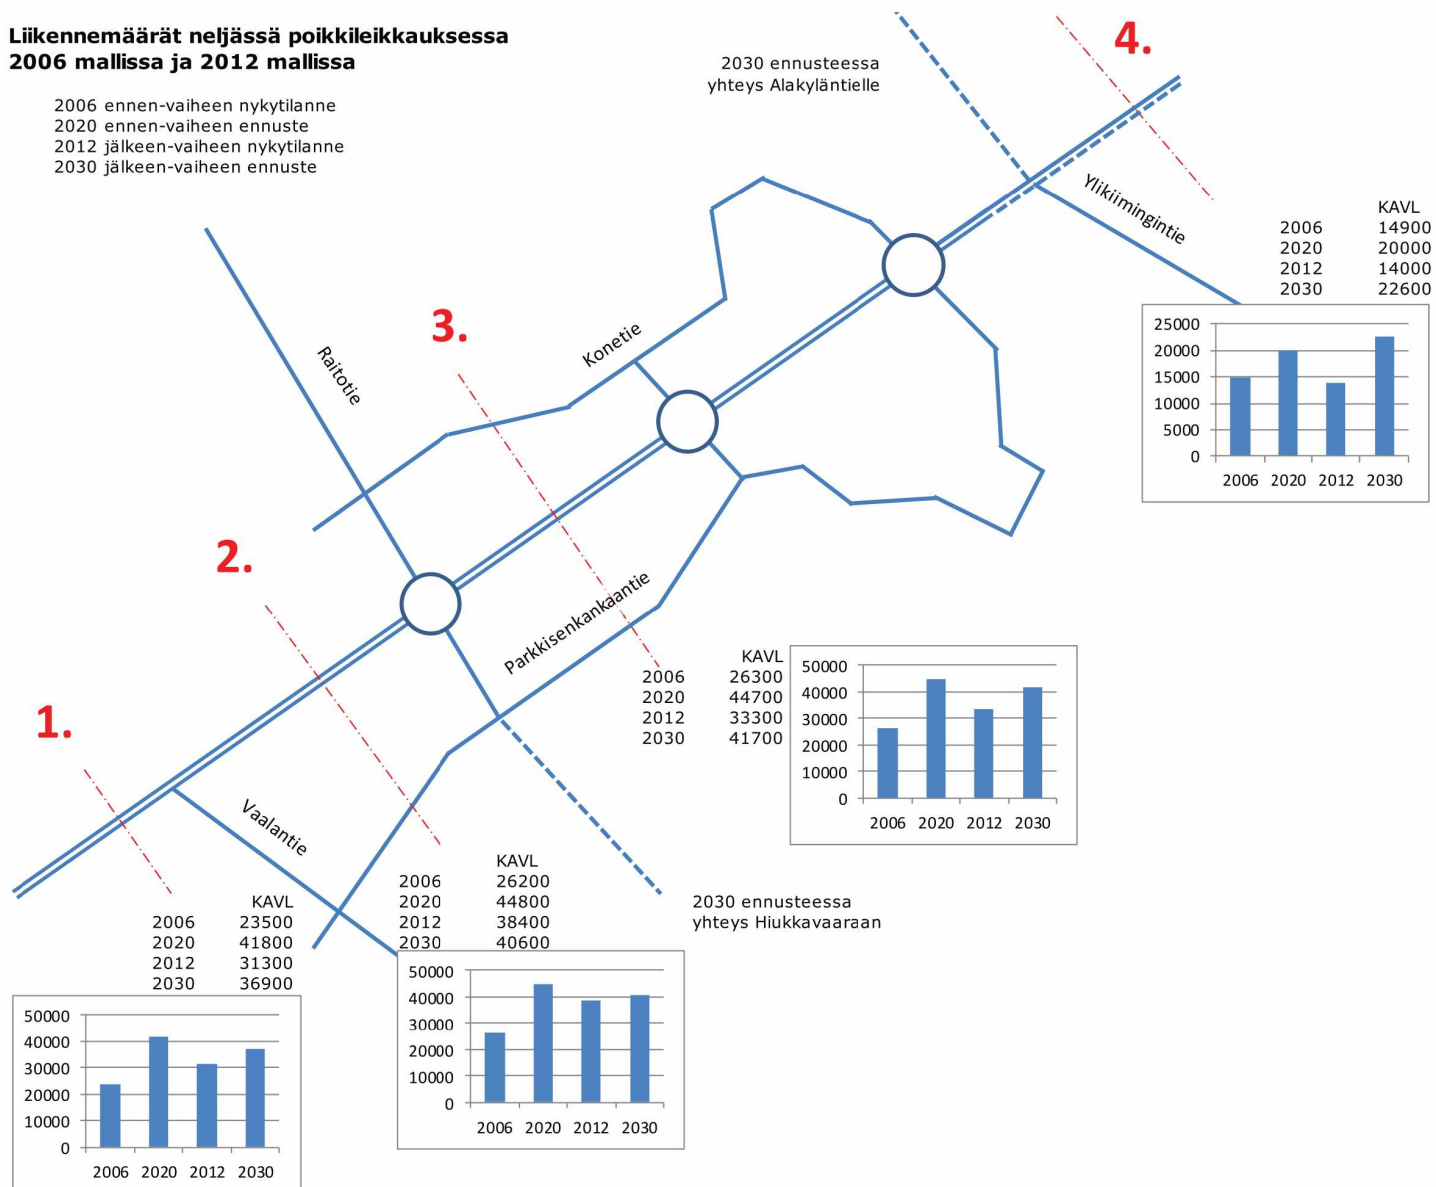 Liikennemäärät neljässä poikkileikkauksessa
2006 mallissa ja 2012 mallissa
2006 ennen-vaiheen nykytilanne
2020 ennen-vaiheen ennuste
2012 jälkeen-vaiheen nykytilanne
2030 jälkeen-vaiheen ennuste
2030 ennusteessa
yhteys Alakyläntielle
4.
Ylikiimingintie
KAVL
2006 14900
2020 20000
2012 14000
2030 22600
25000
20000
15000
10000
5000
0
2006 2020 2012 2030
3.
Konetie
Raitotie
2.
Parkkisenkankaantie
KAVL
2006 26300
2020 44700
2012 33300
2030 41700
50000
40000
30000
20000
10000
0
2006 2020 2012 2030
1.
Vaalantie
KAVL
2006 26200
2020 44800
2012 38400
2030 40600
50000
40000
30000
20000
10000
0
2006 2020 2012 2030
2030 ennusteessa
yhteys Hiukkavaaraan
KAVL
2006 23500
2020 41800
2012 31300
2030 36900
50000
40000
30000
20000
10000
0
2006 2020 2012 2030